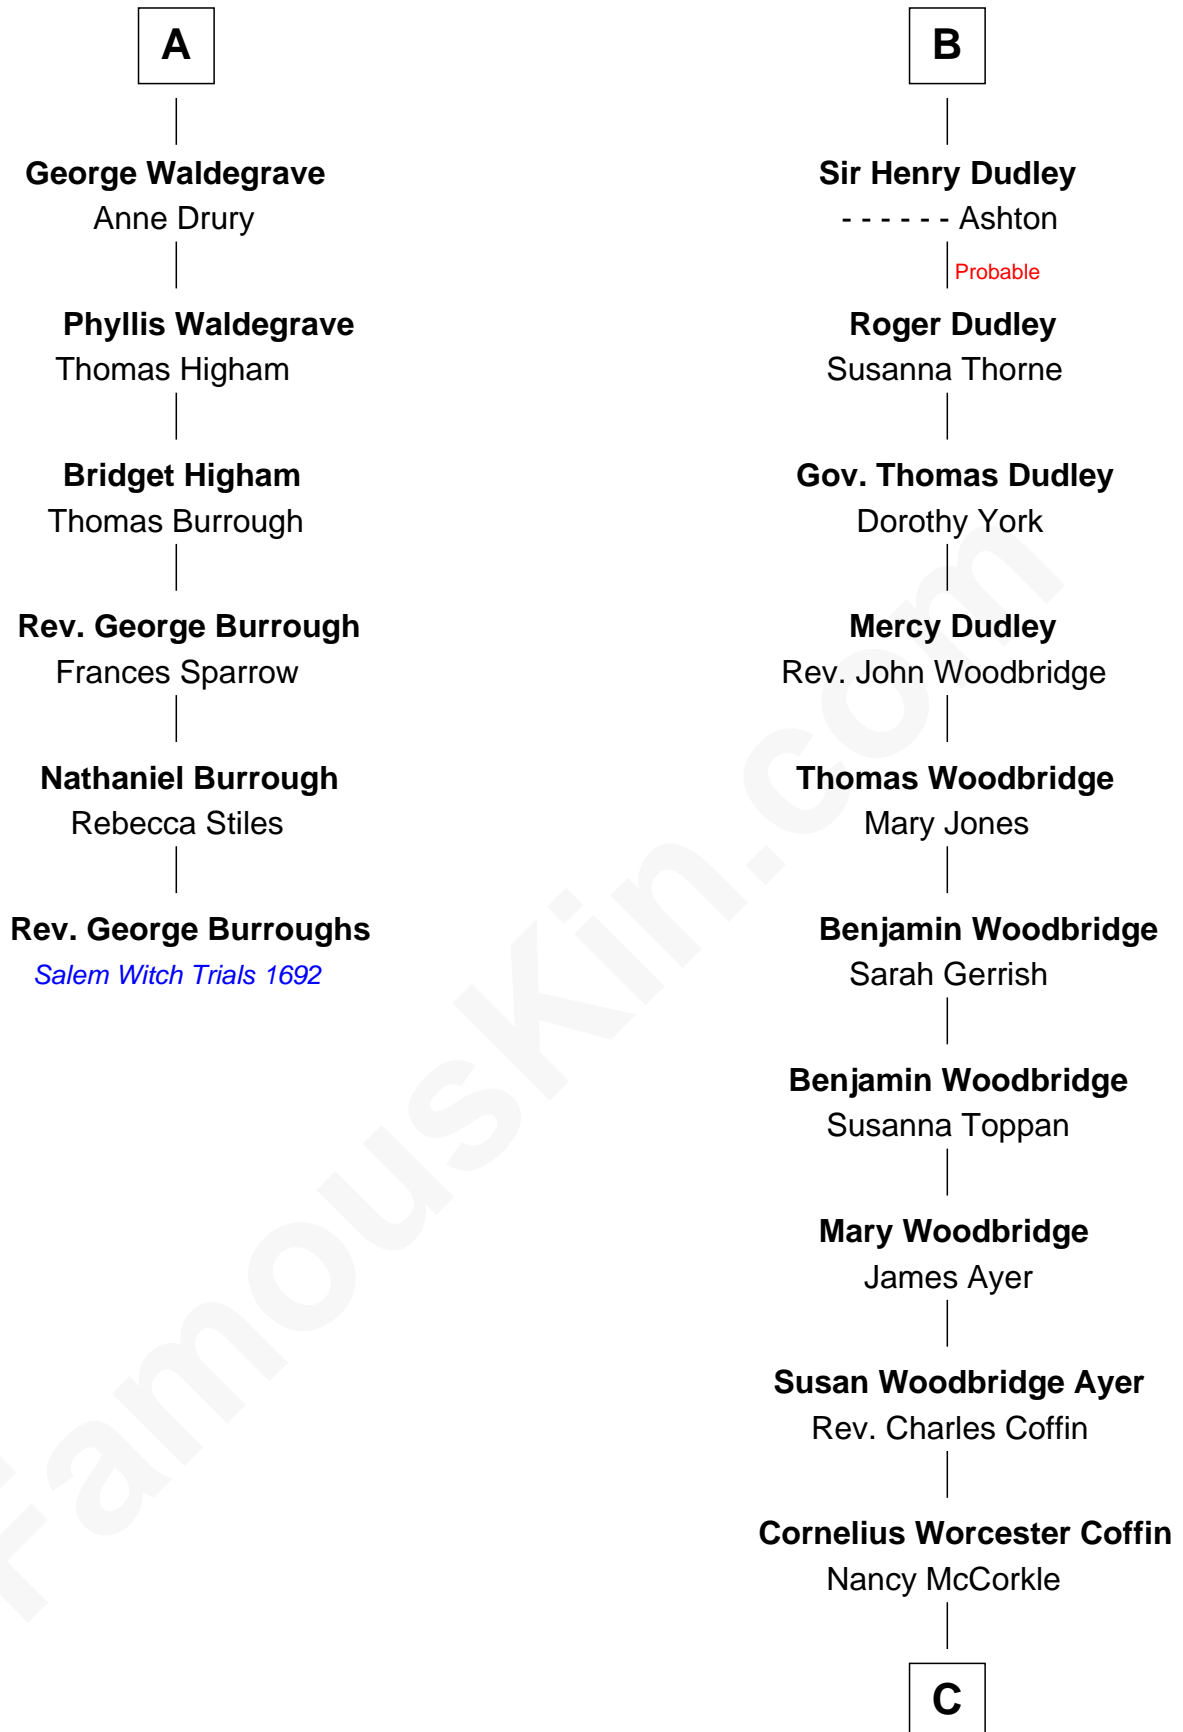 A
George Waldegrave
Anne Drury
Phyllis Waldegrave
Thomas Higham
Bridget Higham
Thomas Burrough
Rev. George Burrough
Frances Sparrow
Nathaniel Burrough
Rebecca Stiles
Rev. George Burroughs
Salem Witch Trials 1692
B
Sir Henry Dudley
- - - - - - Ashton
Probable
Roger Dudley
Susanna Thorne
Gov. Thomas Dudley
Dorothy York
Mercy Dudley
Rev. John Woodbridge
Thomas Woodbridge
Mary Jones
Benjamin Woodbridge
Sarah Gerrish
Benjamin Woodbridge
Susanna Toppan
Mary Woodbridge
James Ayer
Susan Woodbridge Ayer
Rev. Charles Coffin
Cornelius Worcester Coffin
Nancy McCorkle
C
FamousKin.com